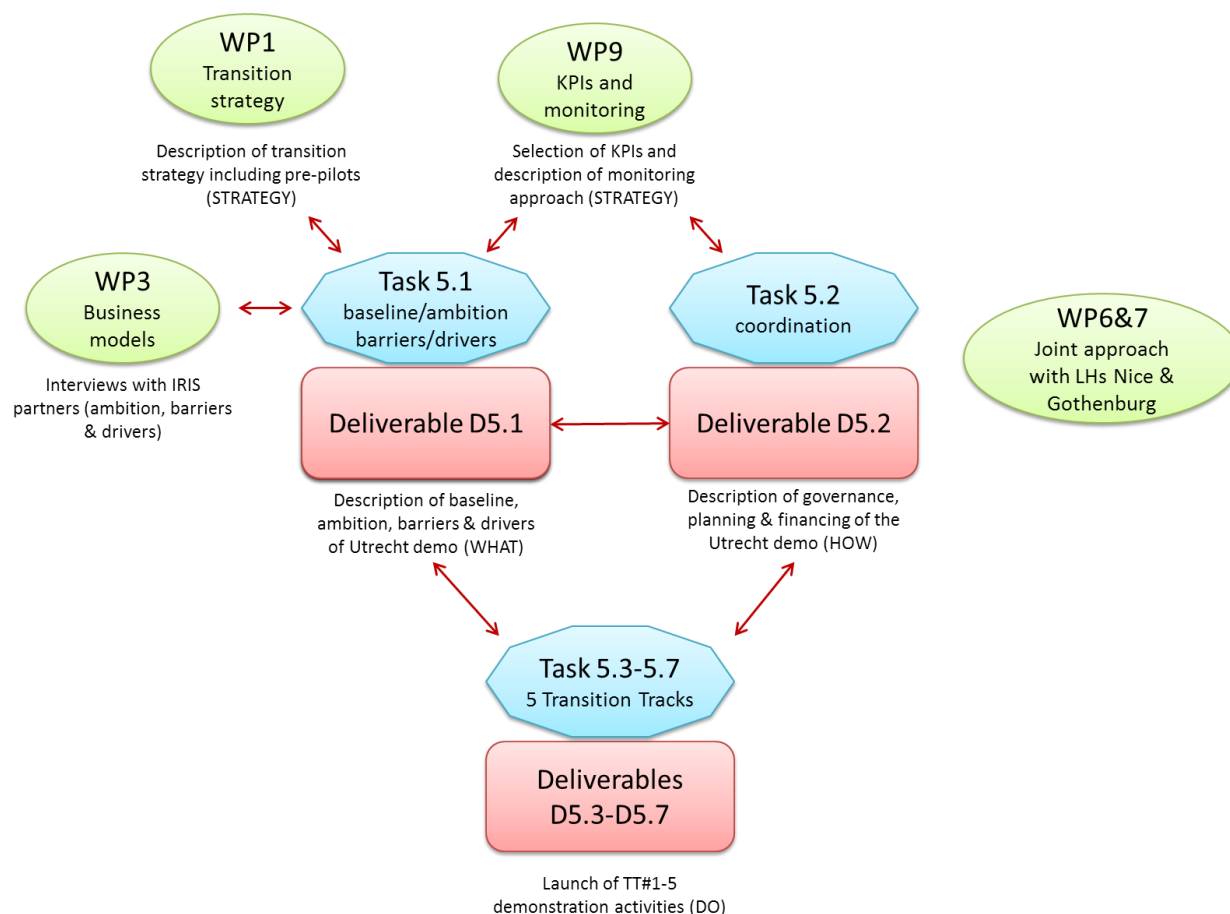 WP1
Transition
strategy
WP9
KPIs and
monitoring
Description of transition
strategy including pre-pilots
(STRATEGY)
Selection of KPIs and
description of monitoring
approach (STRATEGY)
WP3
Business
models
Task 5.1
baseline/ambition
barriers/drivers
Task 5.2
coordination
WP6&7
Joint approach
with LHs Nice &
Gothenburg
Interviews with IRIS
partners (ambition, barriers
& drivers)
Deliverable D5.1
Deliverable D5.2
Description of baseline,
ambition, barriers & drivers
of Utrecht demo (WHAT)
Description of governance,
planning & financing of the
Utrecht demo (HOW)
Task 5.3-5.7
5 Transition Tracks
Deliverables
D5.3-D5.7
Launch of TT#1-5
demonstration activities (DO)